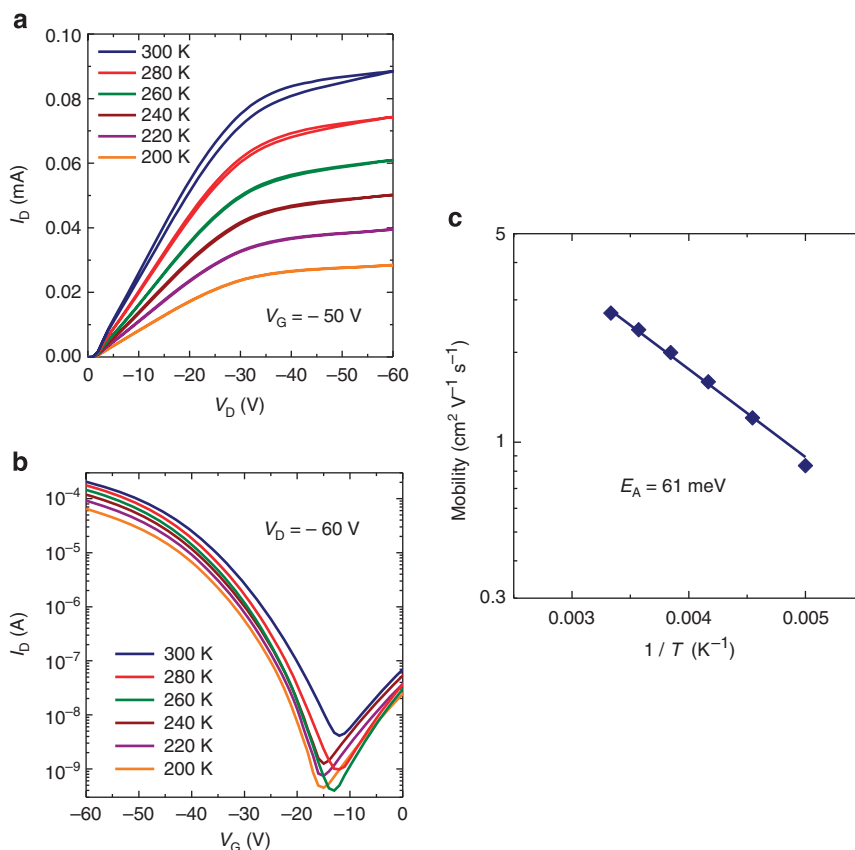 a
0.10
0.08
0.06
0.04
0.02
0.00
I_D (mA)
300 K
280 K
260 K
240 K
220 K
200 K
V_G = – 50 V
0 –10 –20 –30 –40 –50 –60
V_D (V)
b
10⁻⁴
10⁻⁵
10⁻⁶
10⁻⁷
10⁻⁸
10⁻⁹
I_D (A)
V_D = – 60 V
300 K
280 K
260 K
240 K
220 K
200 K
–60 –50 –40 –30 –20 –10 0
V_G (V)
c
5
1
0.3
Mobility (cm² V⁻¹ s⁻¹)
E_A = 61 meV
0.003 0.004 0.005
1 / T (K⁻¹)